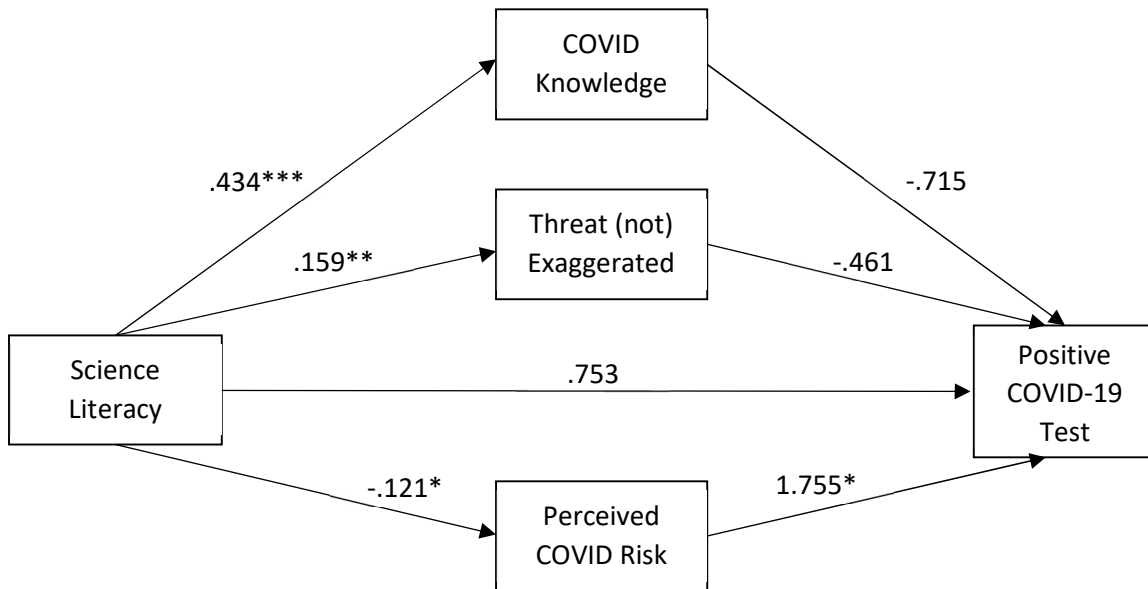 COVID
Knowledge
.434***
-.715
Threat (not)
Exaggerated
.159**
-.461
Science
Literacy
.753
Positive
COVID-19
Test
-.121*
1.755*
Perceived
COVID Risk